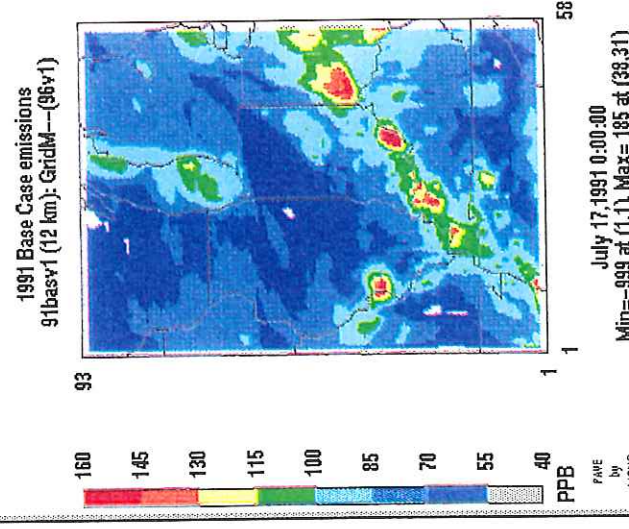 1991 Base Case emissions
91basv1 (12 km): GridM---(96v1)
160
145
130
115
100
85
70
55
40
PPB
PAVE
by
93
1
1
58
July 17,1991 0:00:00
Min=-999 at (1,1), Max= 185 at (38,31)